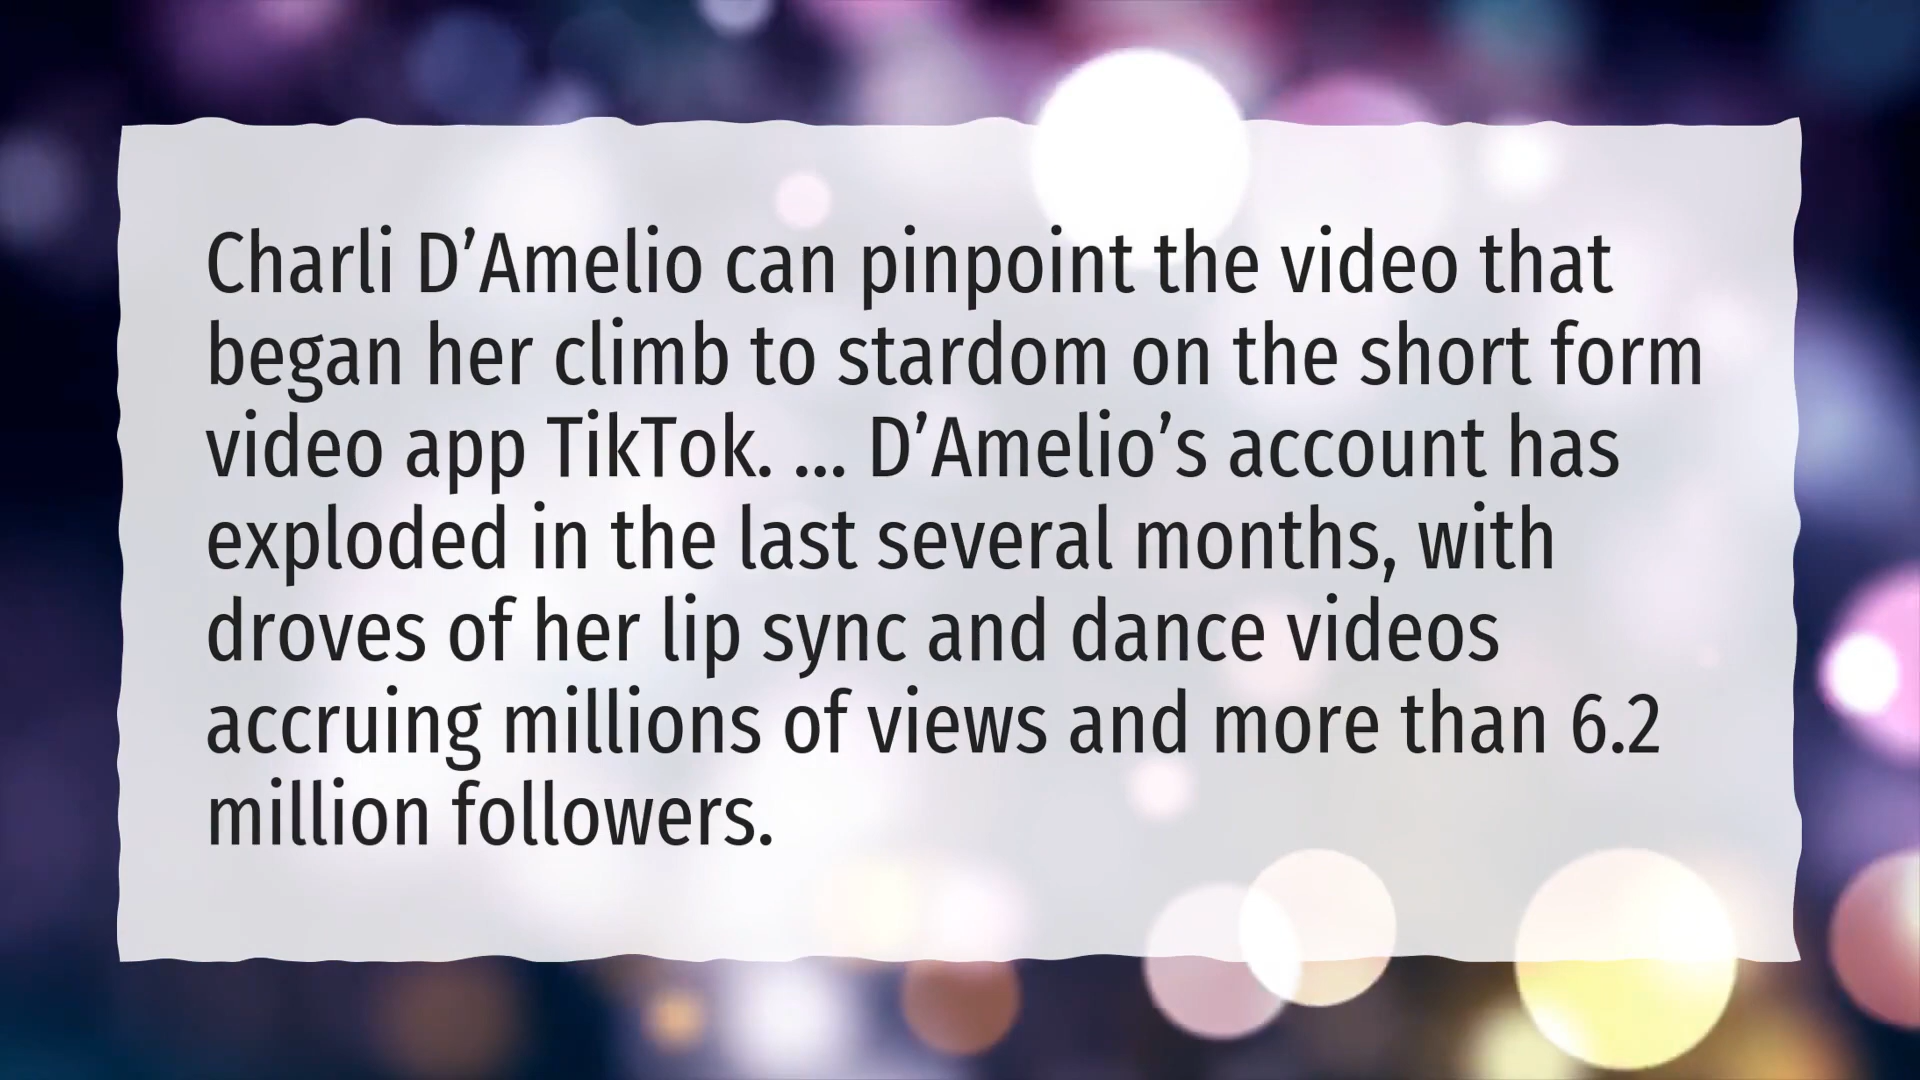 Charli D’Amelio can pinpoint the video that
began her climb to stardom on the short form
video app TikTok. ... D’Amelio’s account has
exploded in the last several months, with
droves of her lip sync and dance videos
accruing millions of views and more than 6.2
million followers.